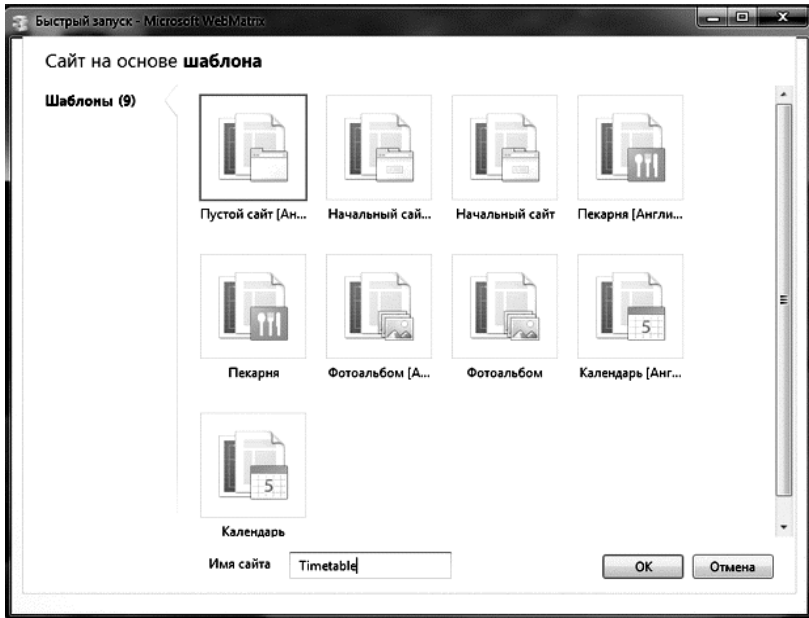 Быстрый запуск - Microsoft WebMatrix
Сайт на основе шаблона
Шаблоны (9)
Пустой сайт [Ан...
Начальный сай...
Начальный сайт
Пекарня [Англи...
Пекарня
Фотоальбом [А...
Фотоальбом
Календарь [Анг...
5
5
Календарь
Имя сайта
Timetable
ОК
Отмена